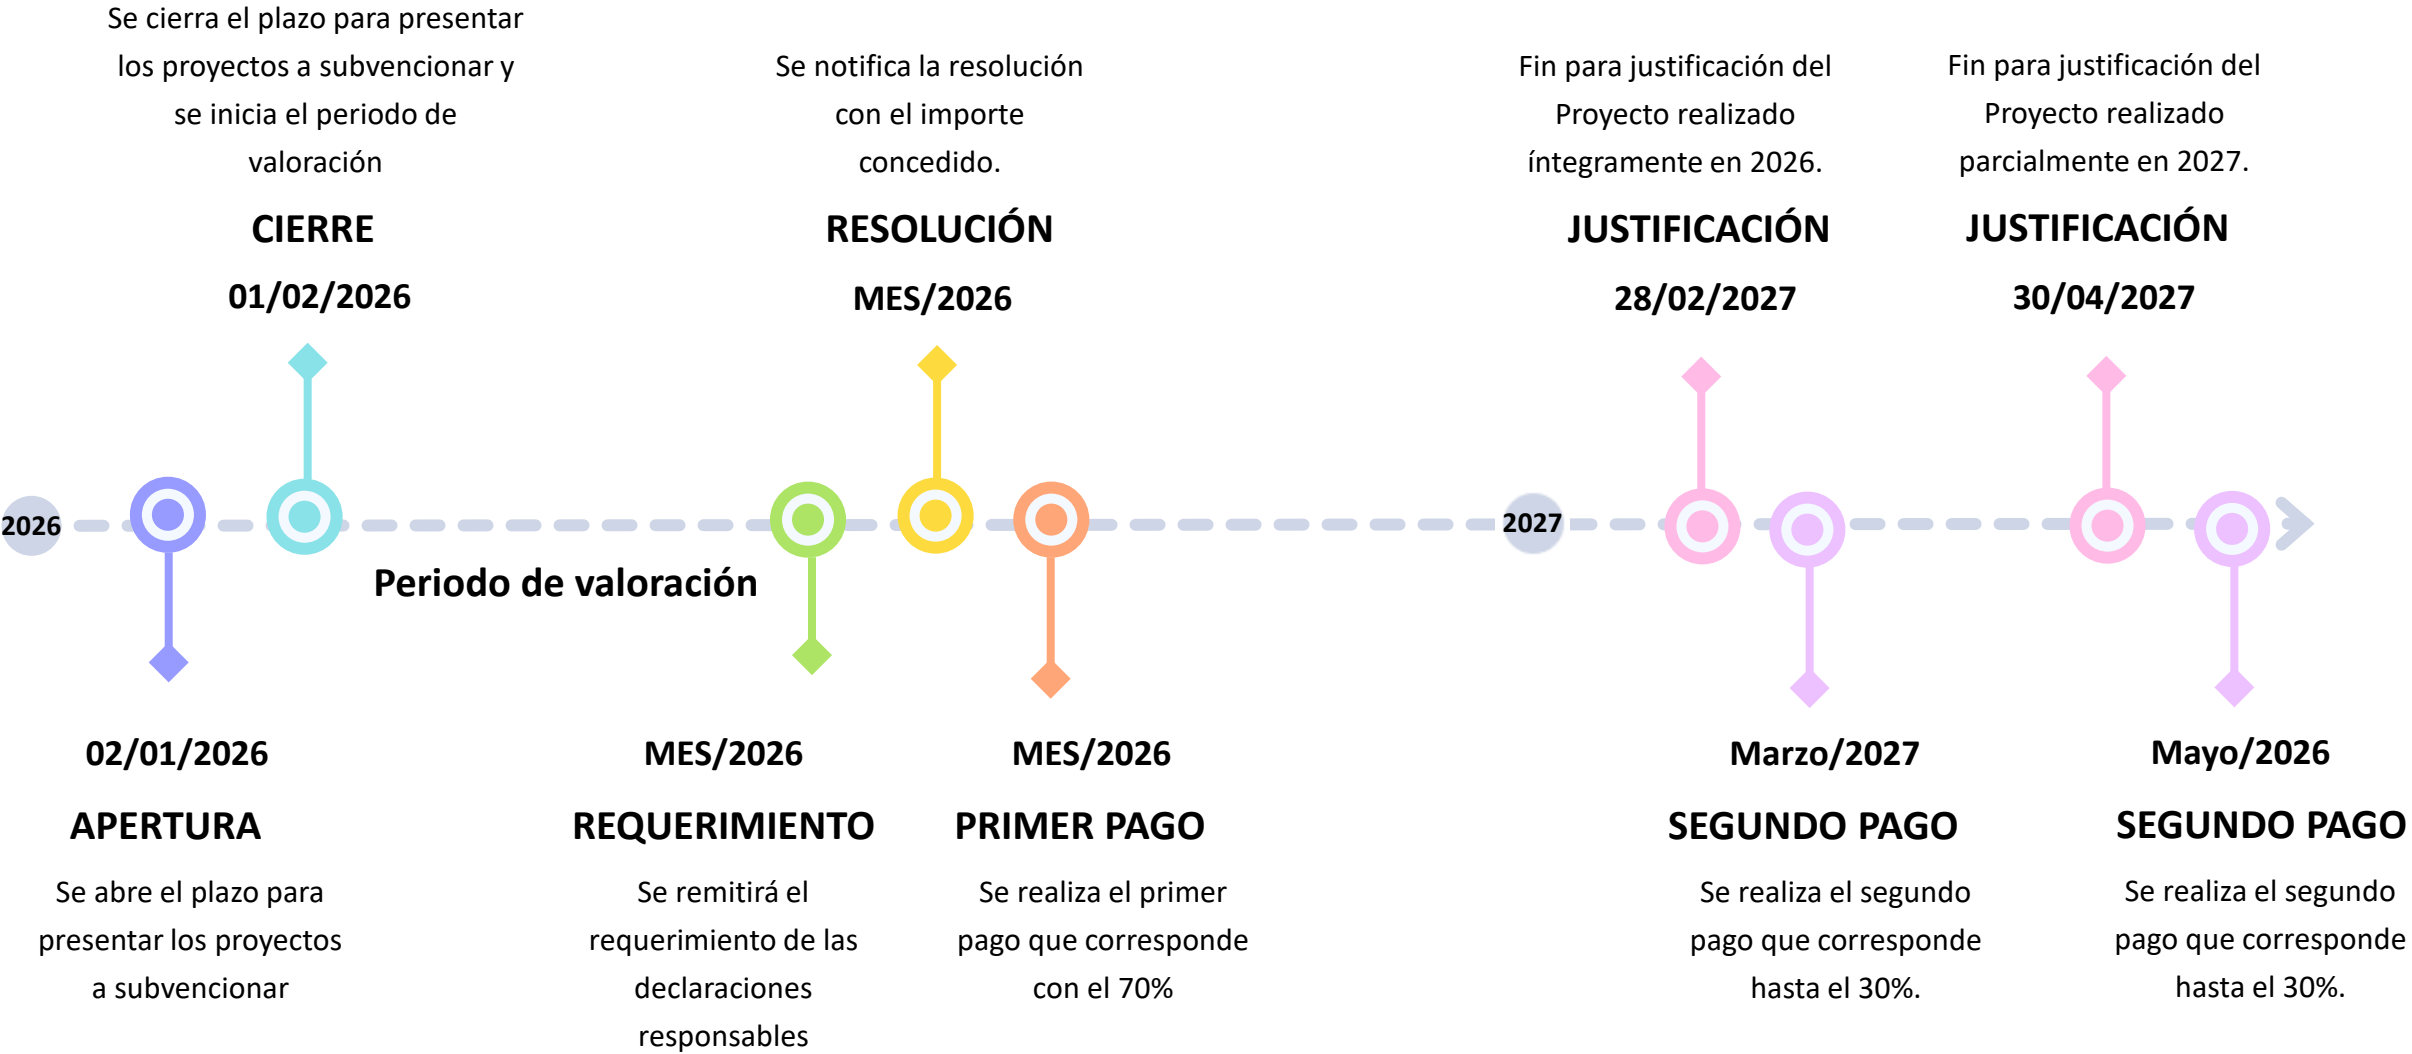 Se cierra el plazo para presentar
los proyectos a subvencionar y
se inicia el periodo de
valoración
CIERRE
01/02/2026
Se notifica la resolución
con el importe
concedido.
RESOLUCIÓN
MES/2026
Fin para justificación del
Proyecto realizado
íntegramente en 2026.
JUSTIFICACIÓN
28/02/2027
Fin para justificación del
Proyecto realizado
parcialmente en 2027.
JUSTIFICACIÓN
30/04/2027
2026
2027
Periodo de valoración
02/01/2026
APERTURA
Se abre el plazo para
presentar los proyectos
a subvencionar
MES/2026
REQUERIMIENTO
Se remitirá el
requerimiento de las
declaraciones
responsables
MES/2026
PRIMER PAGO
Se realiza el primer
pago que corresponde
con el 70%
Marzo/2027
SEGUNDO PAGO
Se realiza el segundo
pago que corresponde
hasta el 30%.
Mayo/2026
SEGUNDO PAGO
Se realiza el segundo
pago que corresponde
hasta el 30%.